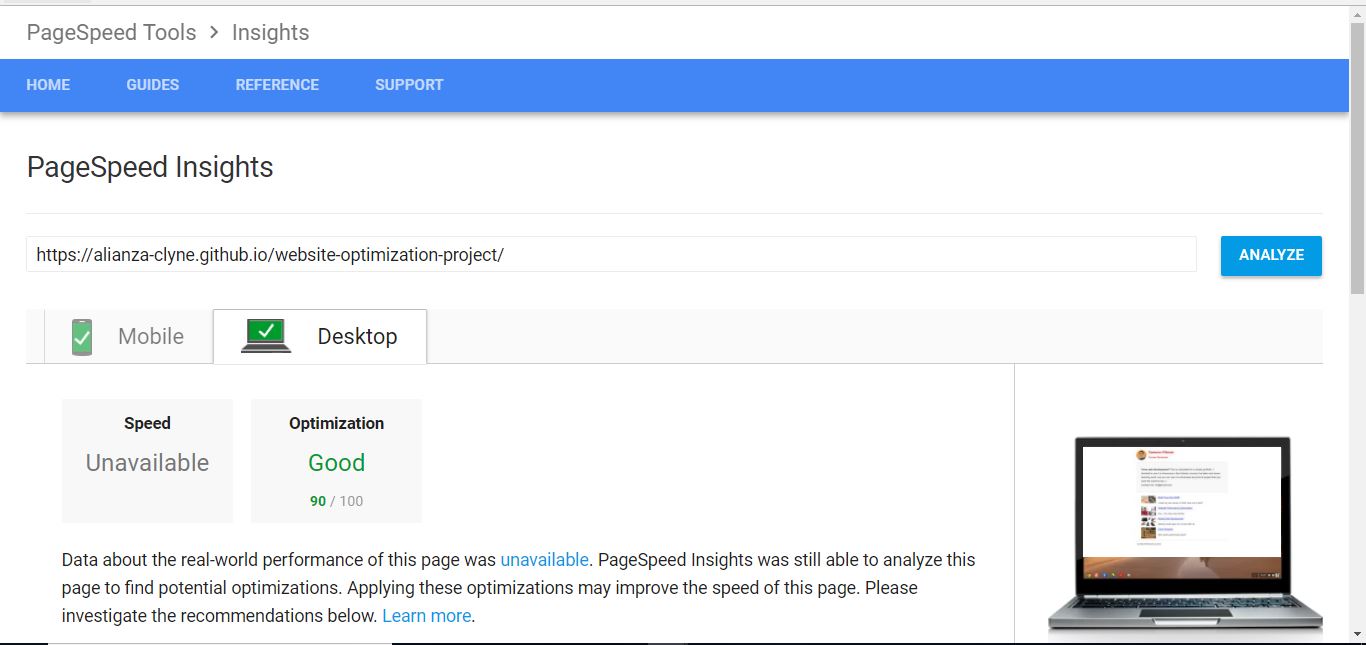 PageSpeed Tools > Insights
HOME GUIDES REFERENCE SUPPORT
PageSpeed Insights
https://alianza-clyne.github.io/website-optimization-project/ ANALYZE
Mobile Desktop
Speed Optimization
Unavailable Good
90 / 100
Data about the real-world performance of this page was unavailable. PageSpeed Insights was still able to analyze this
page to find potential optimizations. Applying these optimizations may improve the speed of this page. Please
investigate the recommendations below. Learn more.